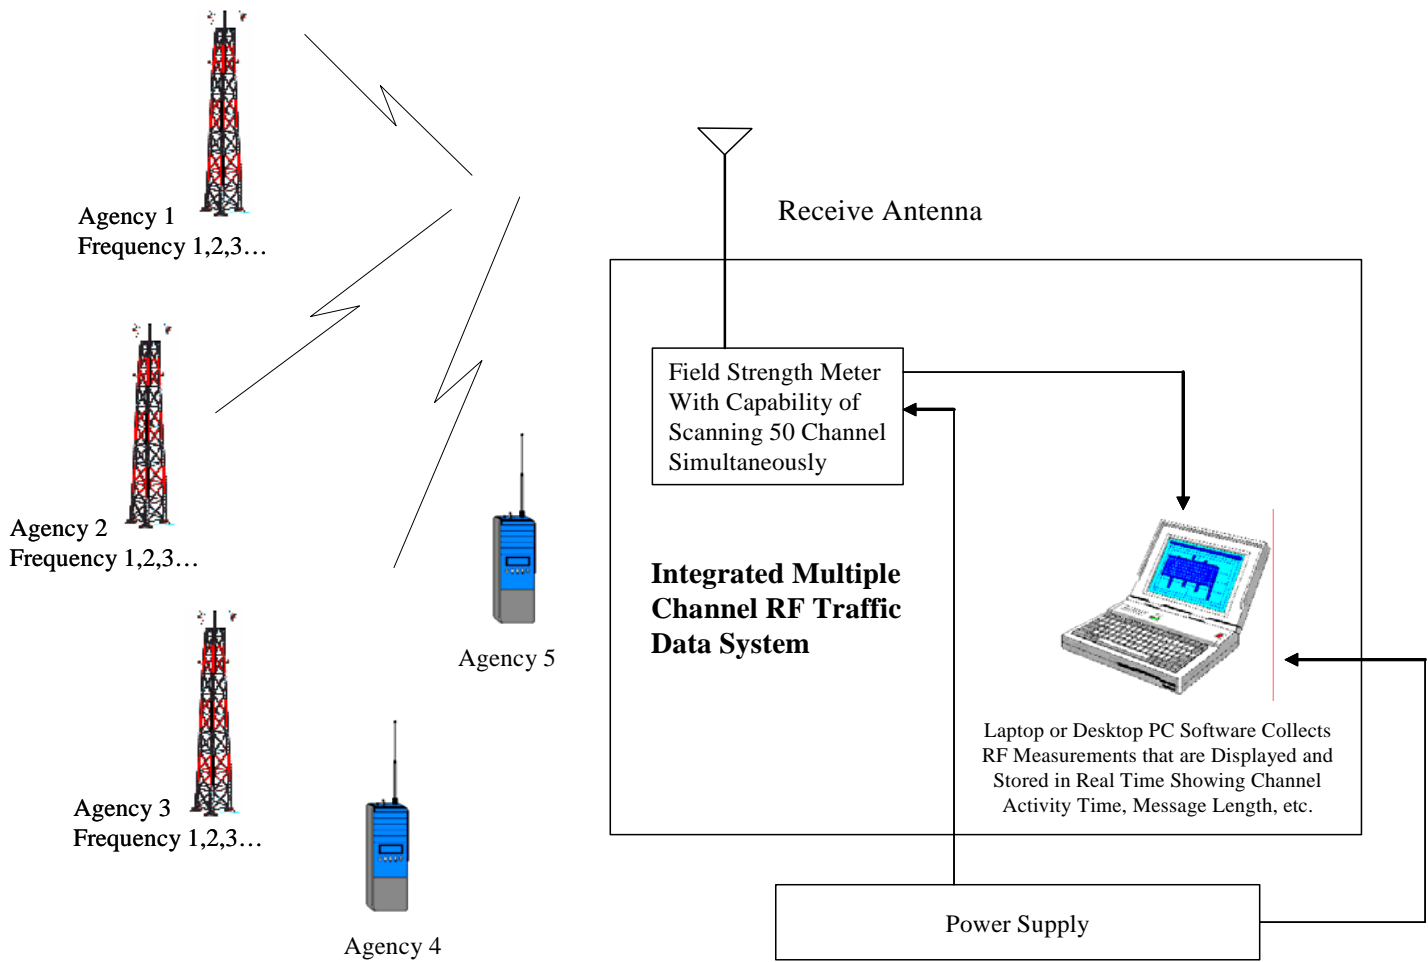 Agency 1
Frequency 1,2,3…
Receive Antenna
Field Strength Meter
With Capability of
Scanning 50 Channel
Simultaneously
Agency 2
Frequency 1,2,3…
Integrated Multiple
Channel RF Traffic
Data System
Agency 5
Laptop or Desktop PC Software Collects
RF Measurements that are Displayed and
Stored in Real Time Showing Channel
Activity Time, Message Length, etc.
Agency 3
Frequency 1,2,3…
Agency 4
Power Supply